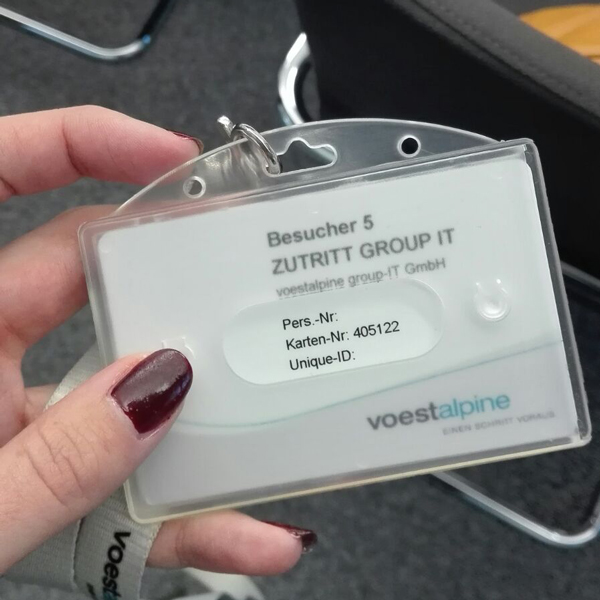 Besucher 5
ZUTRITT GROUP IT
voestalpine group-IT GmbH
Pers.-Nr:
Karten-Nr: 405122
Unique-ID:
voestalpine
EINEN SCHRITT VORAUS.
voest